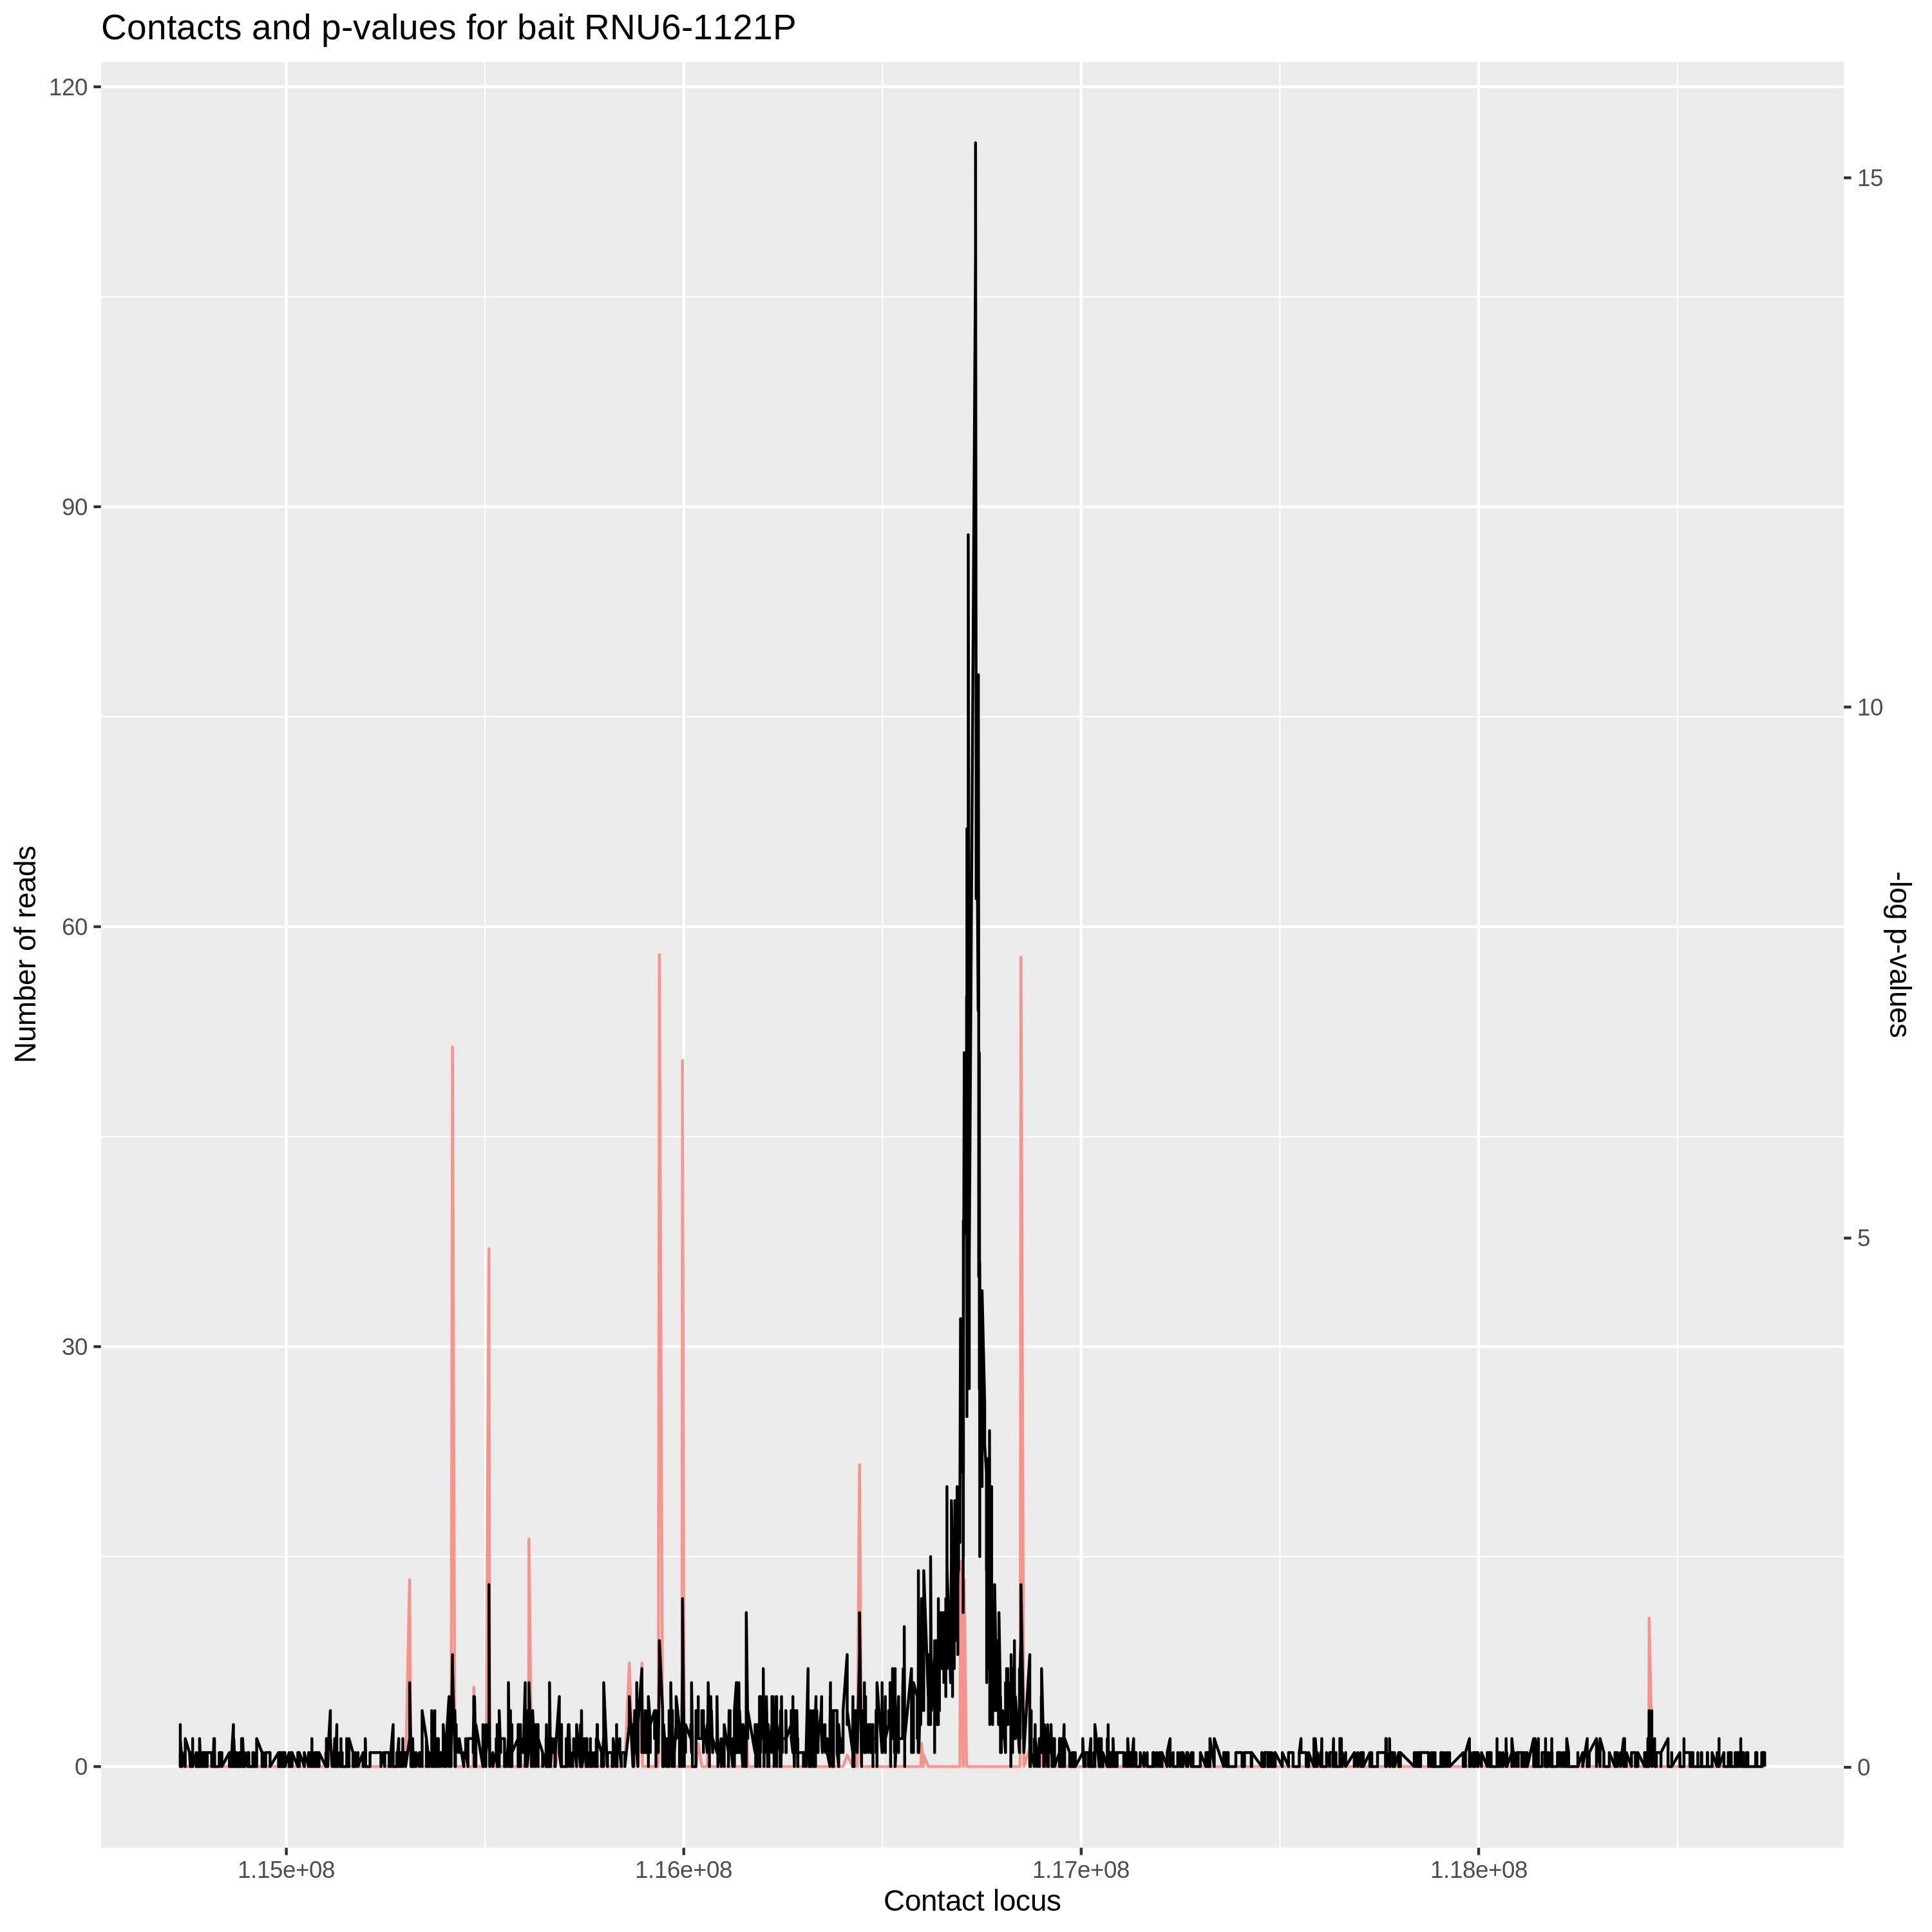 Contacts and p-values for bait RNU6-1121P
120
90
60
30
0
Number of reads
15
10
5
0
-log p-values
1.15e+08
1.16e+08
1.17e+08
1.18e+08
Contact locus